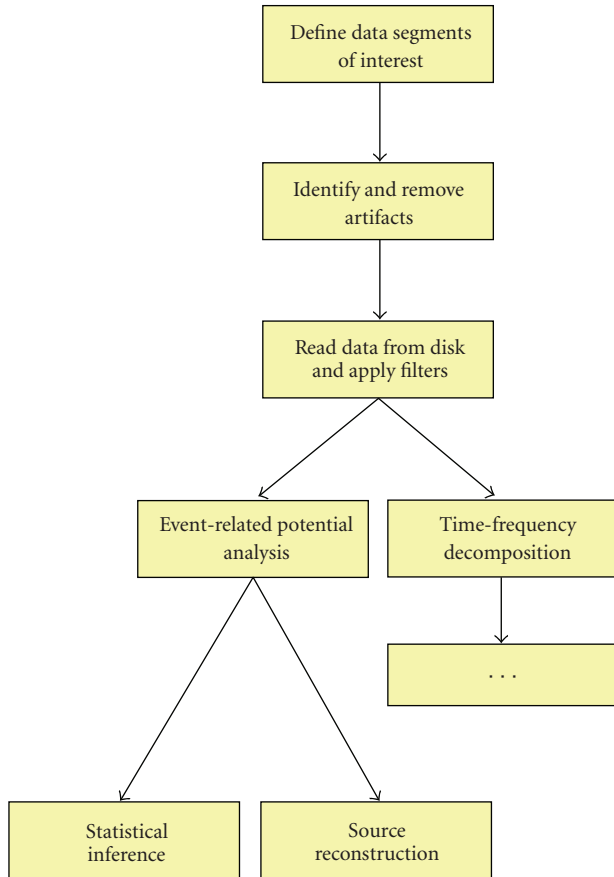 Define data segments
of interest
Identify and remove
artifacts
Read data from disk
and apply filters
Event-related potential
analysis
Time-frequency
decomposition
. . .
Statistical
inference
Source
reconstruction